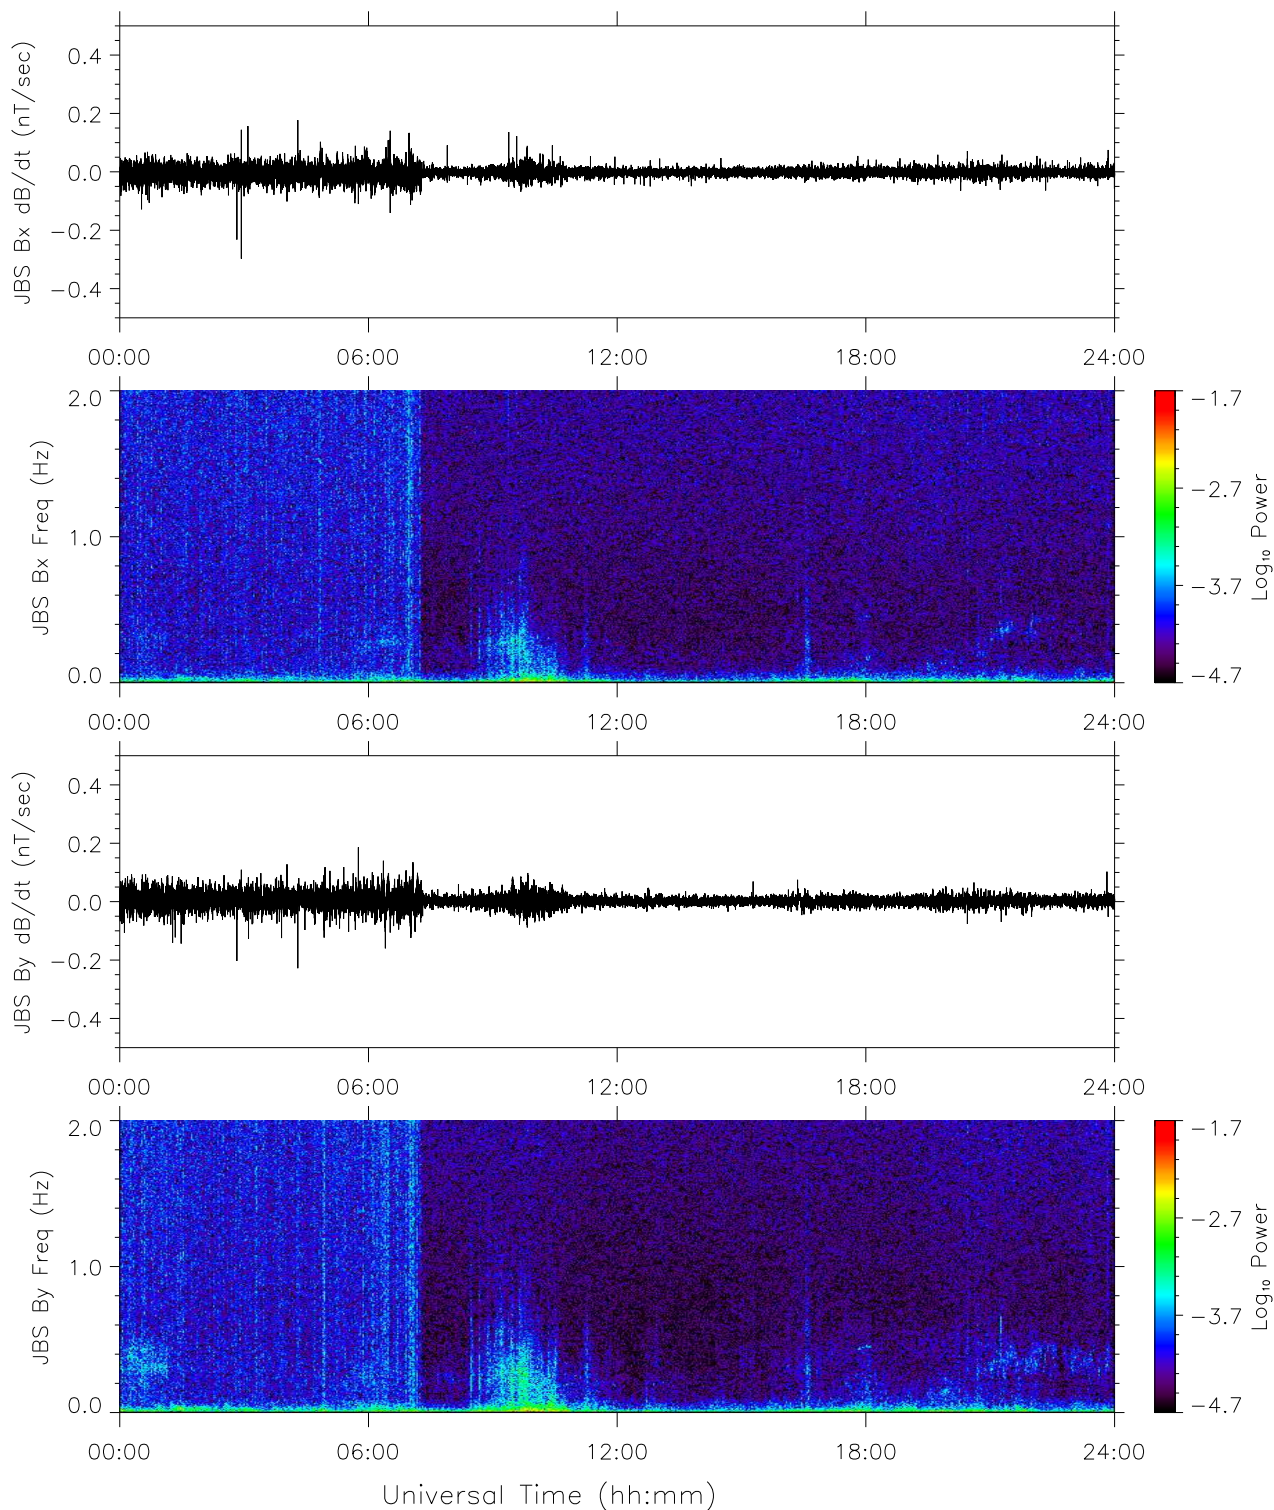 JBS Bx dB/dt (nT/sec)
0.4
0.2
0.0
−0.2
−0.4
00:00 06:00 12:00 18:00 24:00
JBS Bx Freq (Hz)
2.0
1.0
0.0
−1.7
−2.7
−3.7
−4.7
Log₁₀ Power
00:00 06:00 12:00 18:00 24:00
JBS By dB/dt (nT/sec)
0.4
0.2
0.0
−0.2
−0.4
00:00 06:00 12:00 18:00 24:00
JBS By Freq (Hz)
2.0
1.0
0.0
−1.7
−2.7
−3.7
−4.7
Log₁₀ Power
00:00 06:00 12:00 18:00 24:00
Universal Time (hh:mm)